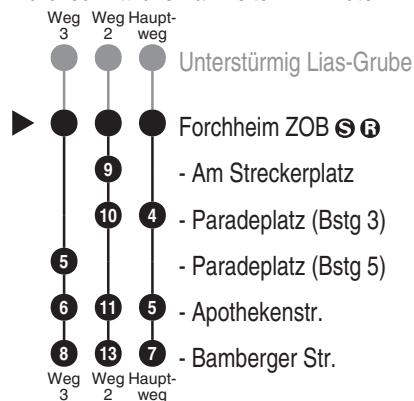 Weg Weg Haupt-
3 2 weg
Unterstürmig Lias-Grube
Forchheim ZOB S R
9 - Am Streckerplatz
10 4 - Paradeplatz (Bstg 3)
5 - Paradeplatz (Bstg 5)
6 11 5 - Apothekenstr.
8 13 7 - Bamberger Str.
Weg Weg Haupt-
3 2 weg